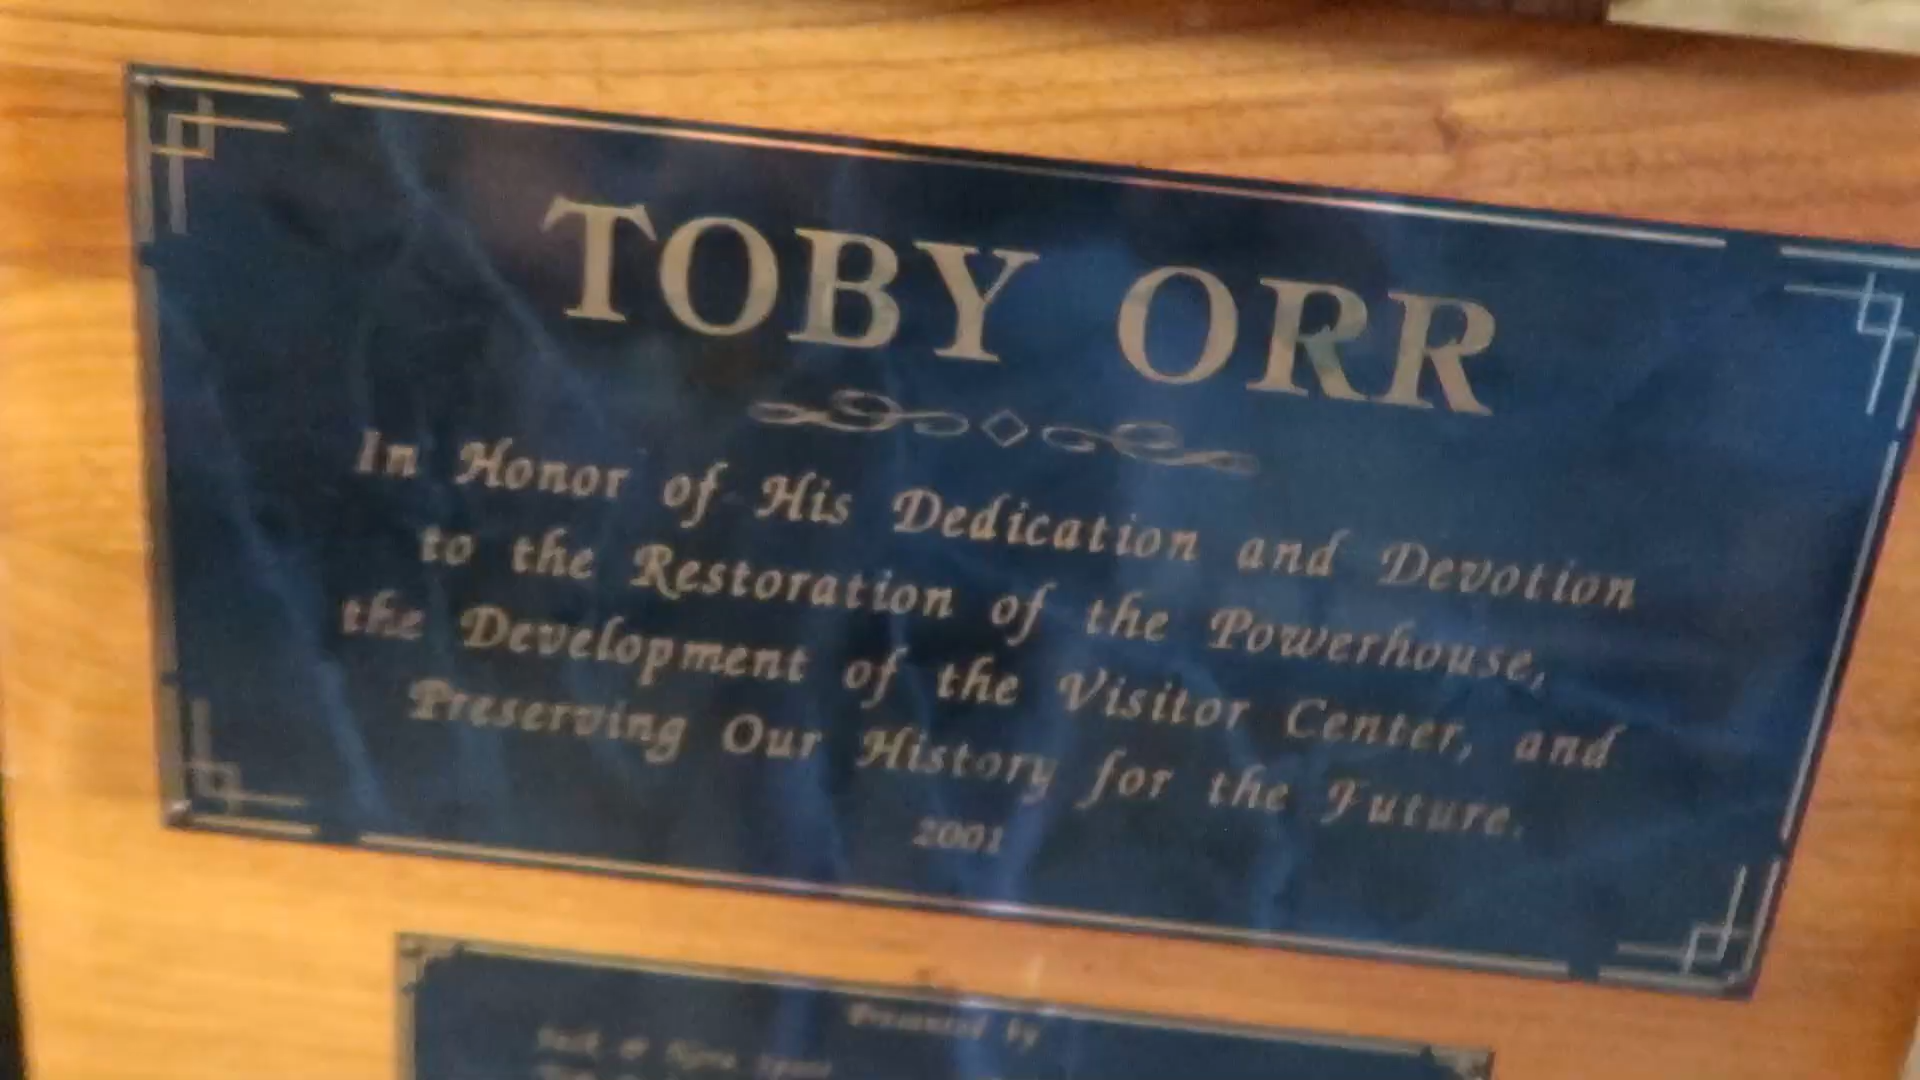 TOBY ORR
In Honor of His Dedication and Devotion
to the Restoration of the Powerhouse,
the Development of the Visitor Center, and
Preserving Our History for the Future.
2001
Presented by